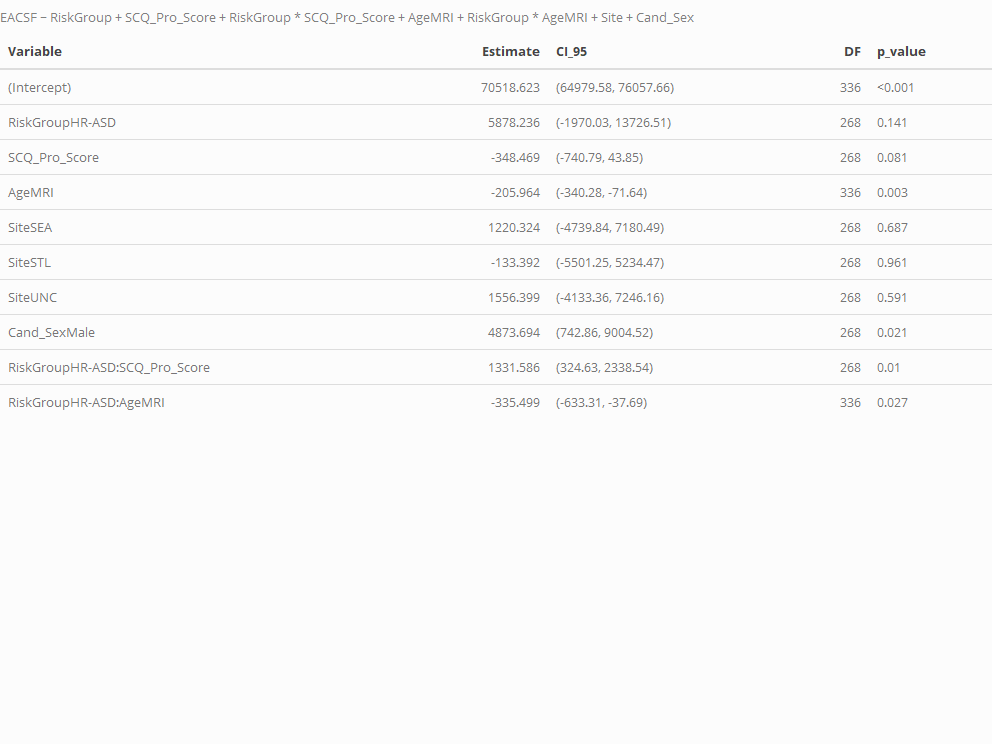 EACSF ~ RiskGroup + SCQ_Pro_Score + RiskGroup * SCQ_Pro_Score + AgeMRI + RiskGroup * AgeMRI + Site + Cand_Sex
Variable Estimate CI_95 DF p_value
(Intercept) 70518.623 (64979.58, 76057.66) 336 <0.001
RiskGroupHR-ASD 5878.236 (-1970.03, 13726.51) 268 0.141
SCQ_Pro_Score -348.469 (-740.79, 43.85) 268 0.081
AgeMRI -205.964 (-340.28, -71.64) 336 0.003
SiteSEA 1220.324 (-4739.84, 7180.49) 268 0.687
SiteSTL -133.392 (-5501.25, 5234.47) 268 0.961
SiteUNC 1556.399 (-4133.36, 7246.16) 268 0.591
Cand_SexMale 4873.694 (742.86, 9004.52) 268 0.021
RiskGroupHR-ASD:SCQ_Pro_Score 1331.586 (324.63, 2338.54) 268 0.01
RiskGroupHR-ASD:AgeMRI -335.499 (-633.31, -37.69) 336 0.027